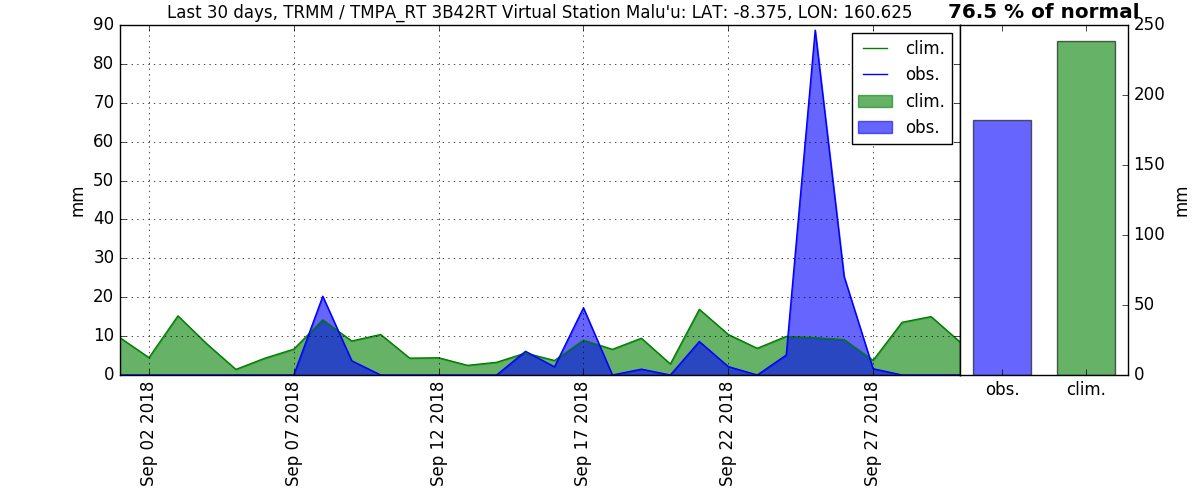 Last 30 days, TRMM / TMPA_RT 3B42RT Virtual Station Malu'u: LAT: -8.375, LON: 160.625
76.5 % of normal
90
80
70
60
50
40
30
20
10
0
mm
Sep 02 2018
Sep 07 2018
Sep 12 2018
Sep 17 2018
Sep 22 2018
Sep 27 2018
clim.
obs.
clim.
obs.
250
200
150
100
50
0
mm
obs.
clim.